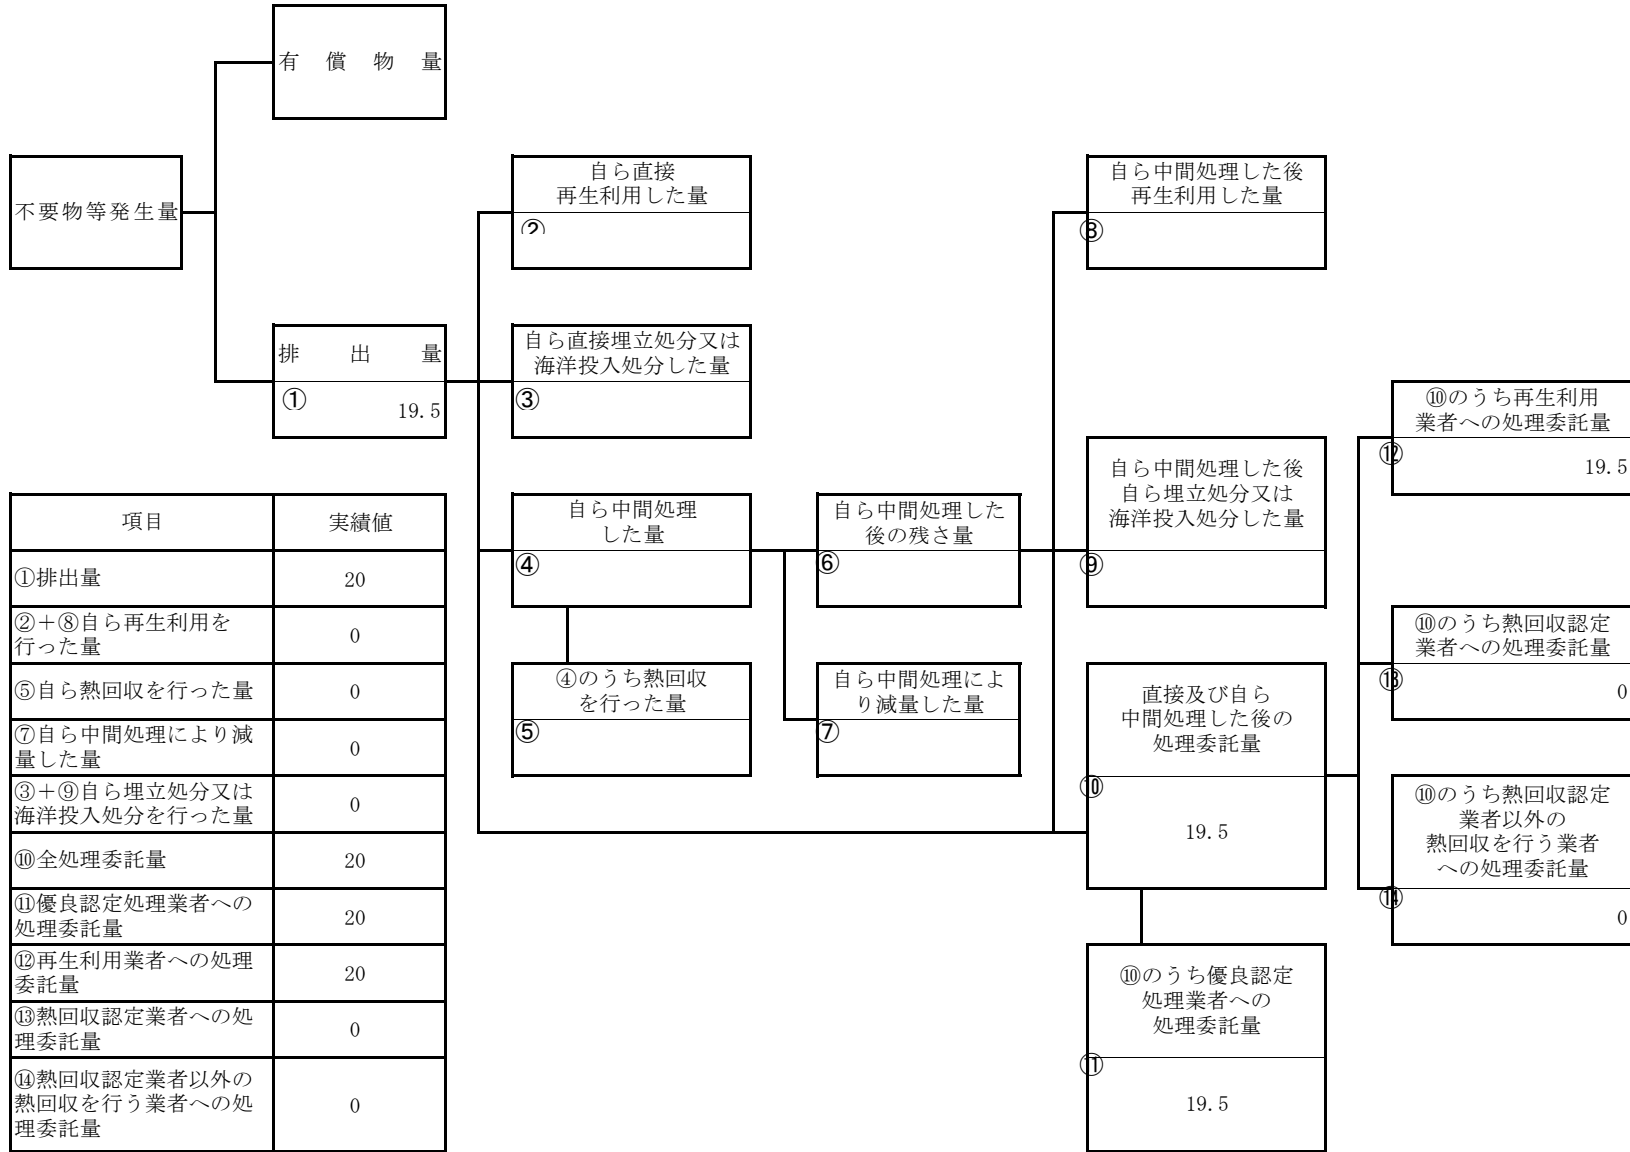 有償物量
不要物等発生量
自ら直接
再生利用した量
②
自ら中間処理した後
再生利用した量
⑧
排出量
①
19.5
自ら直接埋立処分又は
海洋投入処分した量
③
⑩のうち再生利用
業者への処理委託量
⑫
19.5
自ら中間処理
した量
④
自ら中間処理した
後の残さ量
⑥
自ら中間処理した後
自ら埋立処分又は
海洋投入処分した量
⑨
⑩のうち熱回収認定
業者への処理委託量
⑬
0
④のうち熱回収
を行った量
⑤
自ら中間処理によ
り減量した量
⑦
直接及び自ら
中間処理した後の
処理委託量
⑩
19.5
⑩のうち熱回収認定
業者以外の
熱回収を行う業者
への処理委託量
⑭
0
⑩のうち優良認定
処理業者への
処理委託量
⑪
19.5
項目 実績値
①排出量 20
②+⑧自ら再生利用を
行った量 0
⑤自ら熱回収を行った量 0
⑦自ら中間処理により減
量した量 0
③+⑨自ら埋立処分又は
海洋投入処分を行った量 0
⑩全処理委託量 20
⑪優良認定処理業者への
処理委託量 20
⑫再生利用業者への処理
委託量 20
⑬熱回収認定業者への処
理委託量 0
⑭熱回収認定業者以外の
熱回収を行う業者への処
理委託量 0